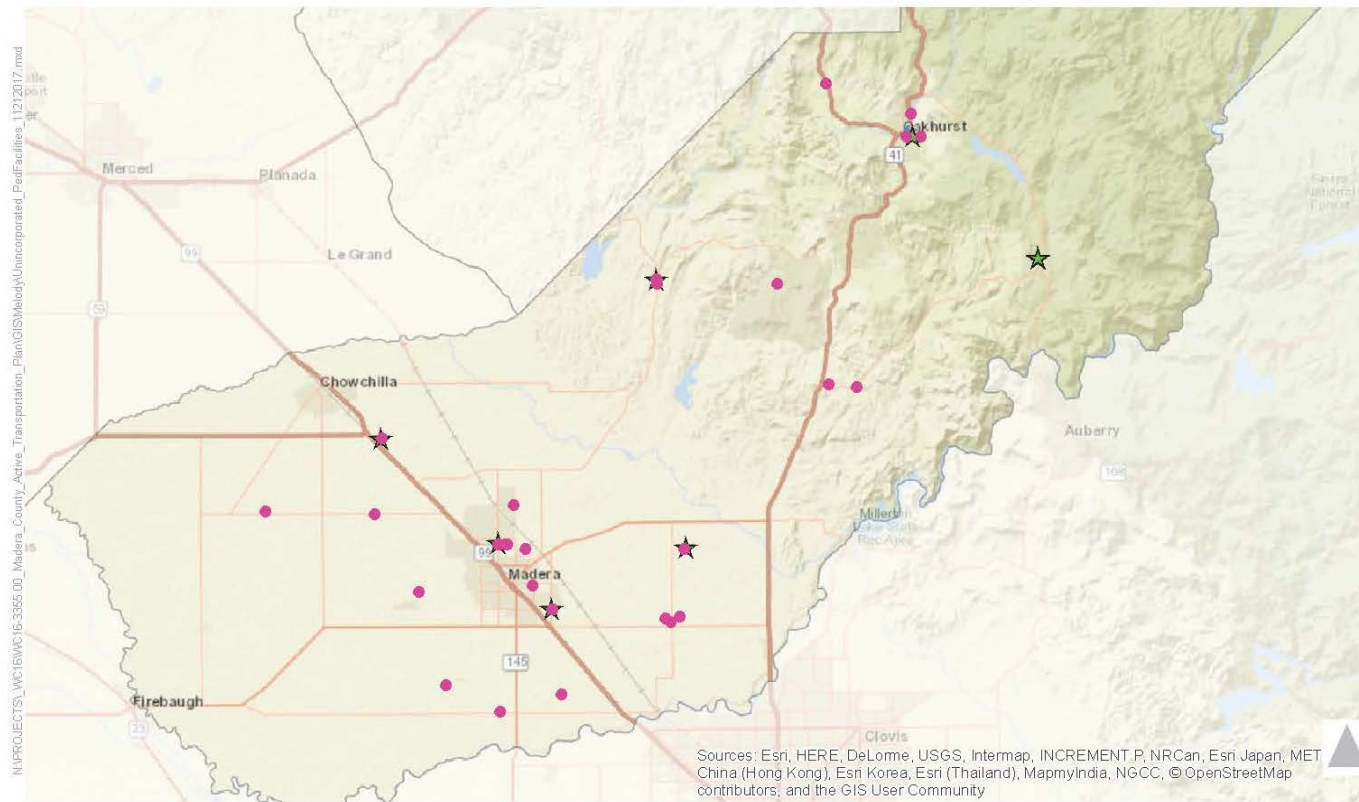 N:\PROJECTS\_WC16\WC16-3355.00_Madera_County_Active_Transportation_Plan\GIS\Melody\Unincorporated_PedFacilities_11212017.mxd
Oakhurst
41
Merced
Planada
Sierra
National
Forest
Le Grand
99
59
Chowchilla
Auberry
168
Millerton
Lake State
Rec Area
99
Madera
145
Firebaugh
33
Clovis
Sources: Esri, HERE, DeLorme, USGS, Intermap, INCREMENT P, NRCan, Esri Japan, MET
China (Hong Kong), Esri Korea, Esri (Thailand), MapmyIndia, NGCC, © OpenStreetMap
contributors, and the GIS User Community